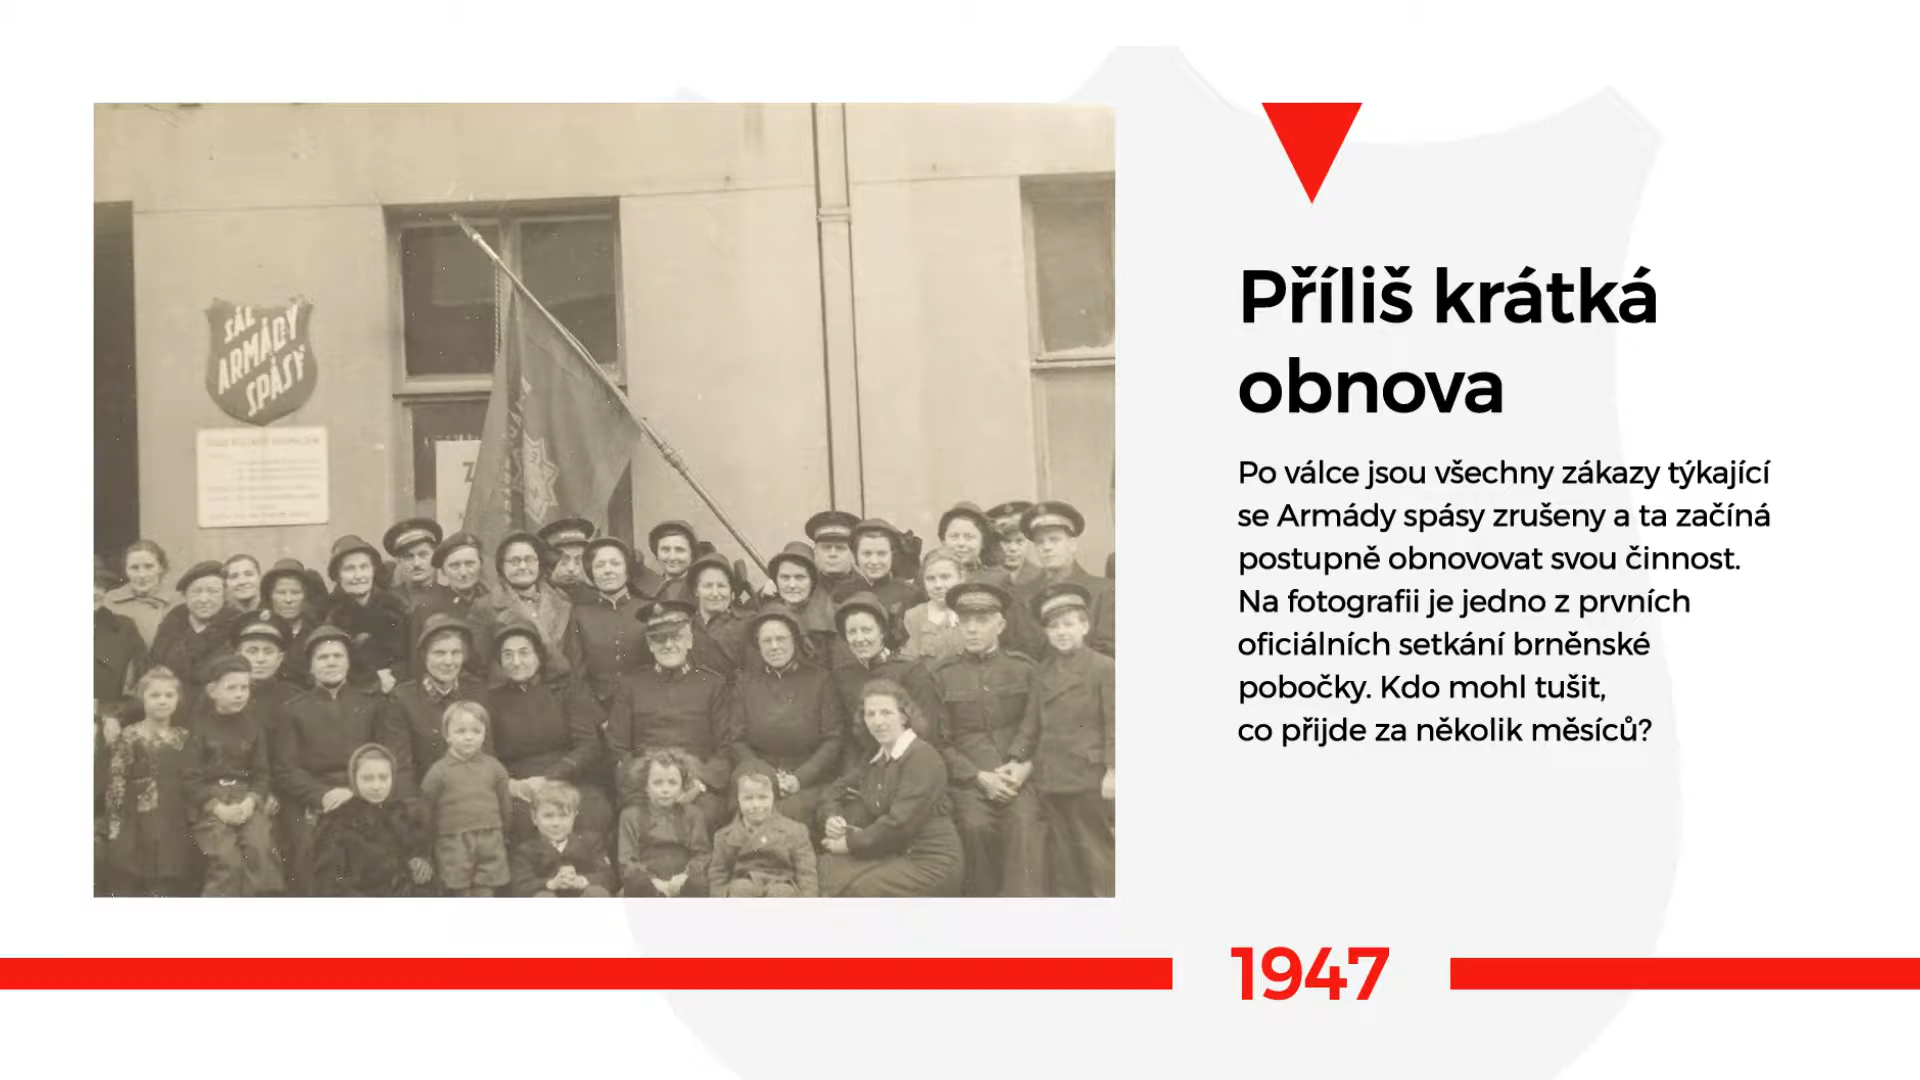 SÁL
ARMÁDY
SPÁSY
Příliš krátká
obnova
Po válce jsou všechny zákazy týkající
se Armády spásy zrušeny a ta začíná
postupně obnovovat svou činnost.
Na fotografii je jedno z prvních
oficiálních setkání brněnské
pobočky. Kdo mohl tušit,
co přijde za několik měsíců?
1947